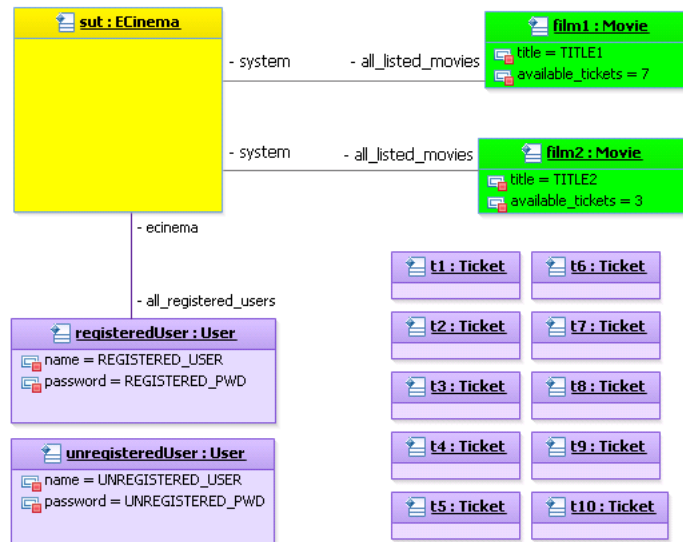 sut : ECinema
- system
- all_listed_movies
film1 : Movie
title = TITLE1
available_tickets = 7
- system
- all_listed_movies
film2 : Movie
title = TITLE2
available_tickets = 3
- ecinema
- all_registered_users
registeredUser : User
name = REGISTERED_USER
password = REGISTERED_PWD
unregisteredUser : User
name = UNREGISTERED_USER
password = UNREGISTERED_PWD
t1 : Ticket
t6 : Ticket
t2 : Ticket
t7 : Ticket
t3 : Ticket
t8 : Ticket
t4 : Ticket
t9 : Ticket
t5 : Ticket
t10 : Ticket